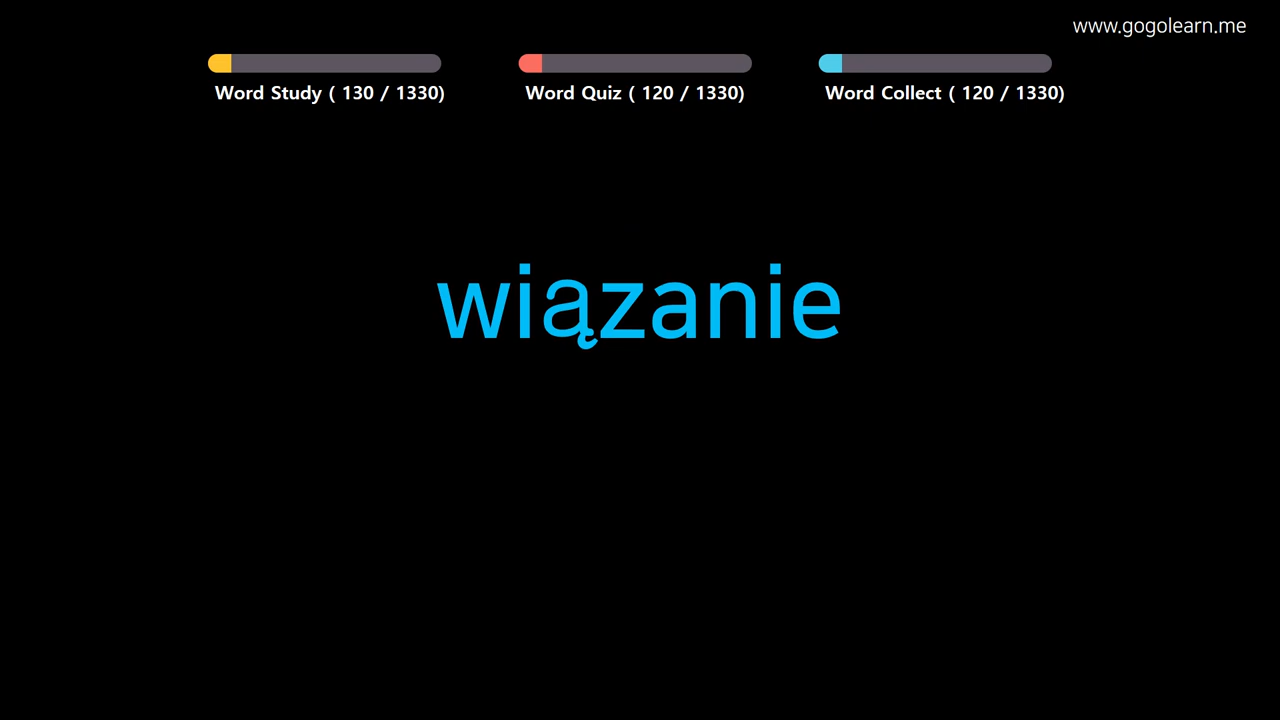 www.gogolearn.me
Word Study ( 130 / 1330)
Word Quiz ( 120 / 1330)
Word Collect ( 120 / 1330)
wiązanie